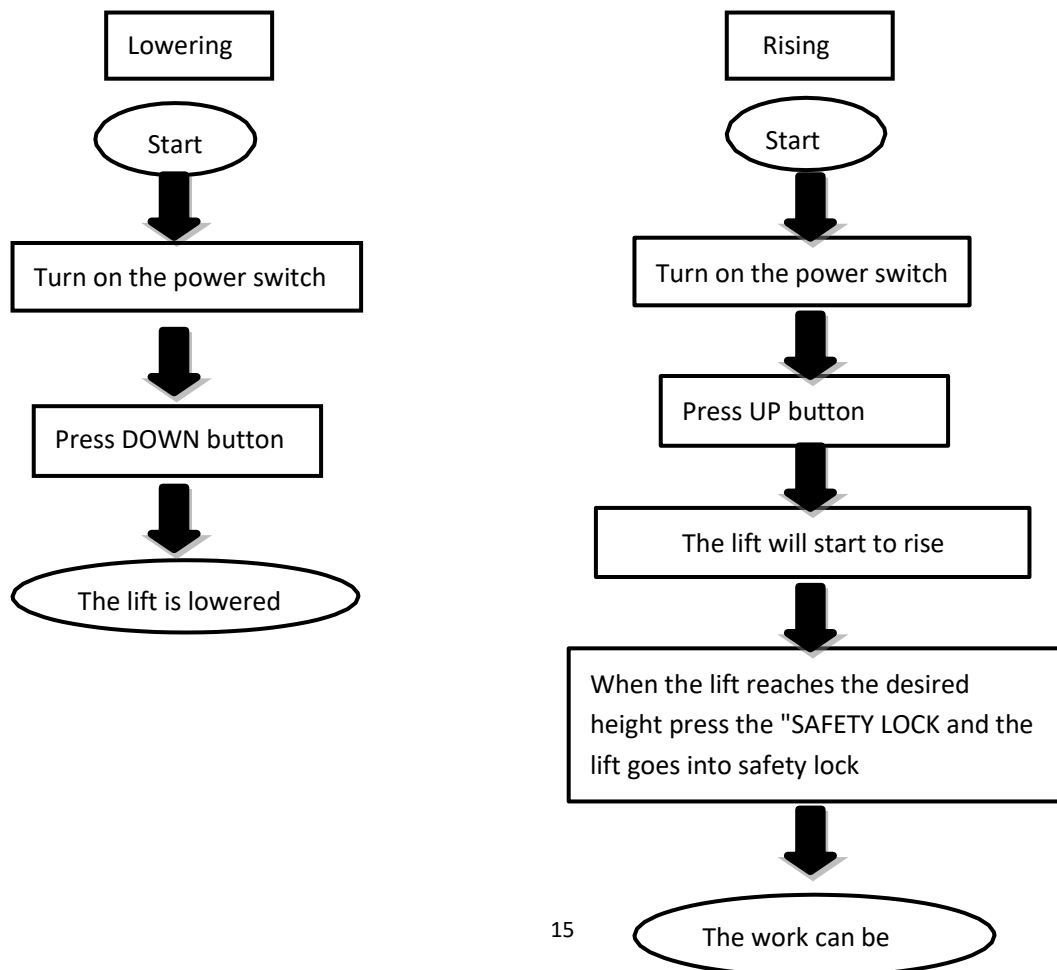 Lowering
Start
Turn on the power switch
Press DOWN button
The lift is lowered
Rising
Start
Turn on the power switch
Press UP button
The lift will start to rise
When the lift reaches the desired
height press the "SAFETY LOCK and the
lift goes into safety lock
The work can be
15